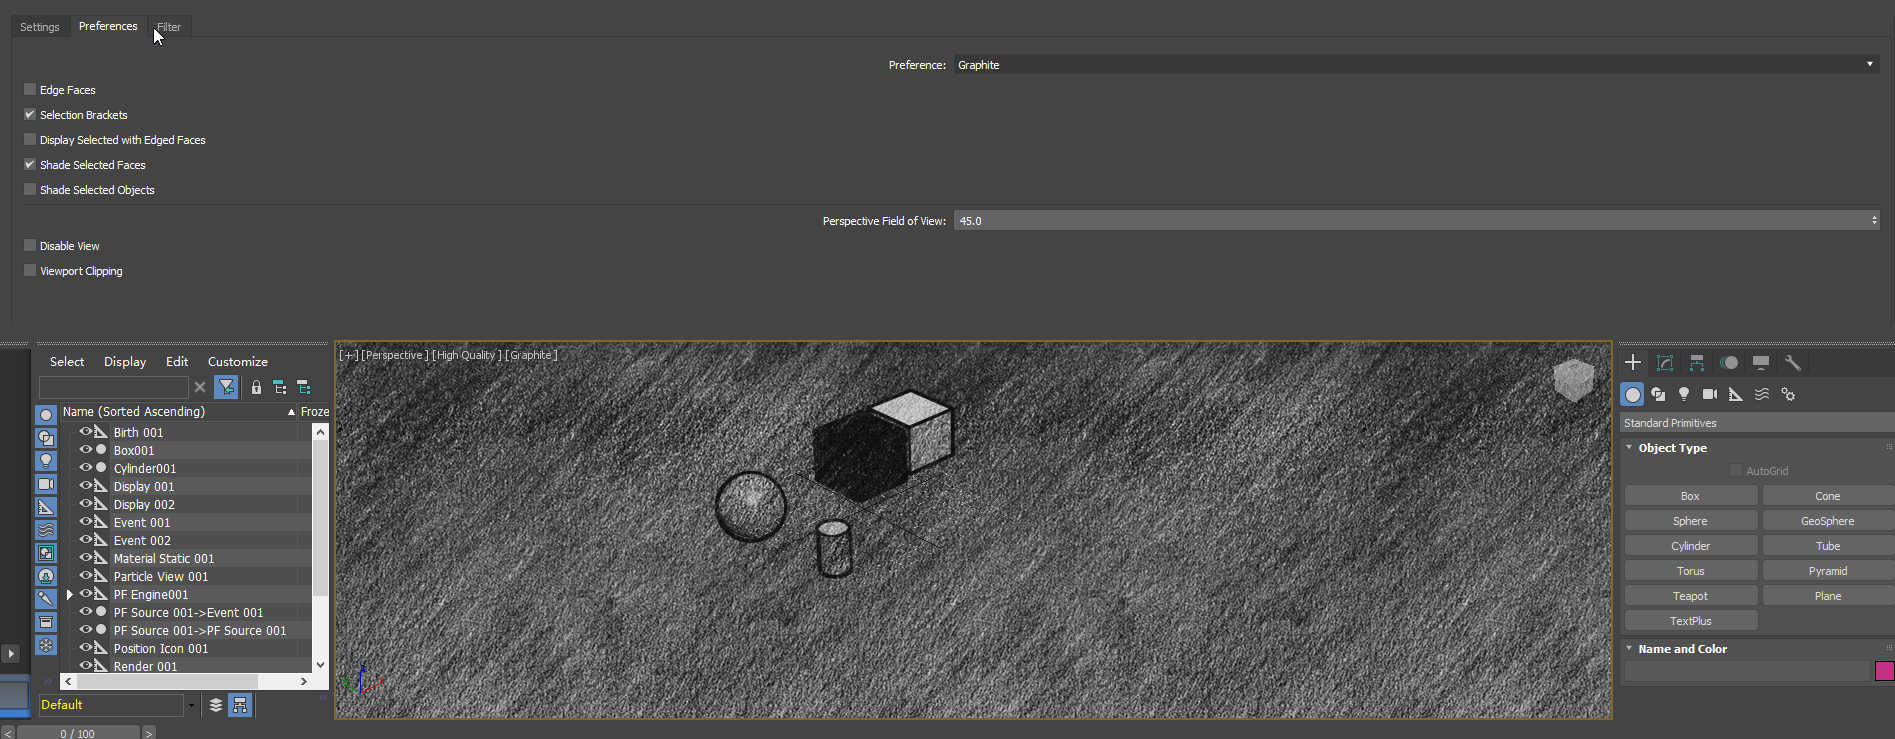 Settings Preferences Filter
Preference: Graphite
Edge Faces
Selection Brackets
Display Selected with Edged Faces
Shade Selected Faces
Shade Selected Objects
Perspective Field of View: 45.0
Disable View
Viewport Clipping
Select Display Edit Customize
Name (Sorted Ascending) Froze
Birth 001
Box001
Cylinder001
Display 001
Display 002
Event 001
Event 002
Material Static 001
Particle View 001
PF Engine001
PF Source 001->Event 001
PF Source 001->PF Source 001
Position Icon 001
Render 001
Default
< 0 / 100 >
[+] [Perspective ] [High Quality ] [Graphite ]
Standard Primitives
Object Type
AutoGrid
Box Cone
Sphere GeoSphere
Cylinder Tube
Torus Pyramid
Teapot Plane
TextPlus
Name and Color